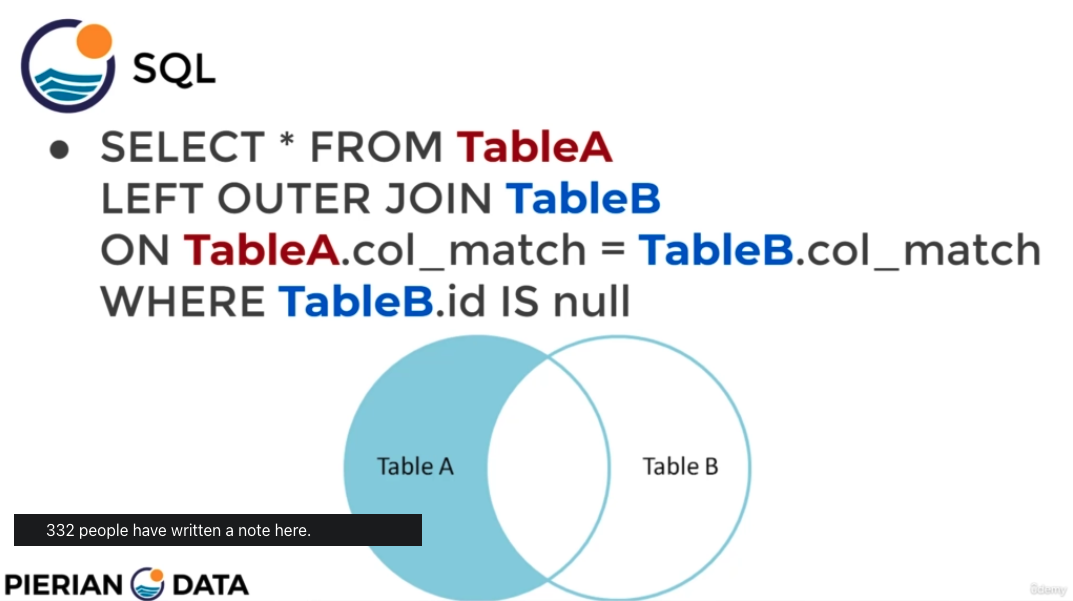 SQL
● SELECT * FROM TableA
LEFT OUTER JOIN TableB
ON TableA.col_match = TableB.col_match
WHERE TableB.id IS null
Table A
Table B
332 people have written a note here.
PIERIAN DATA
ûdemy